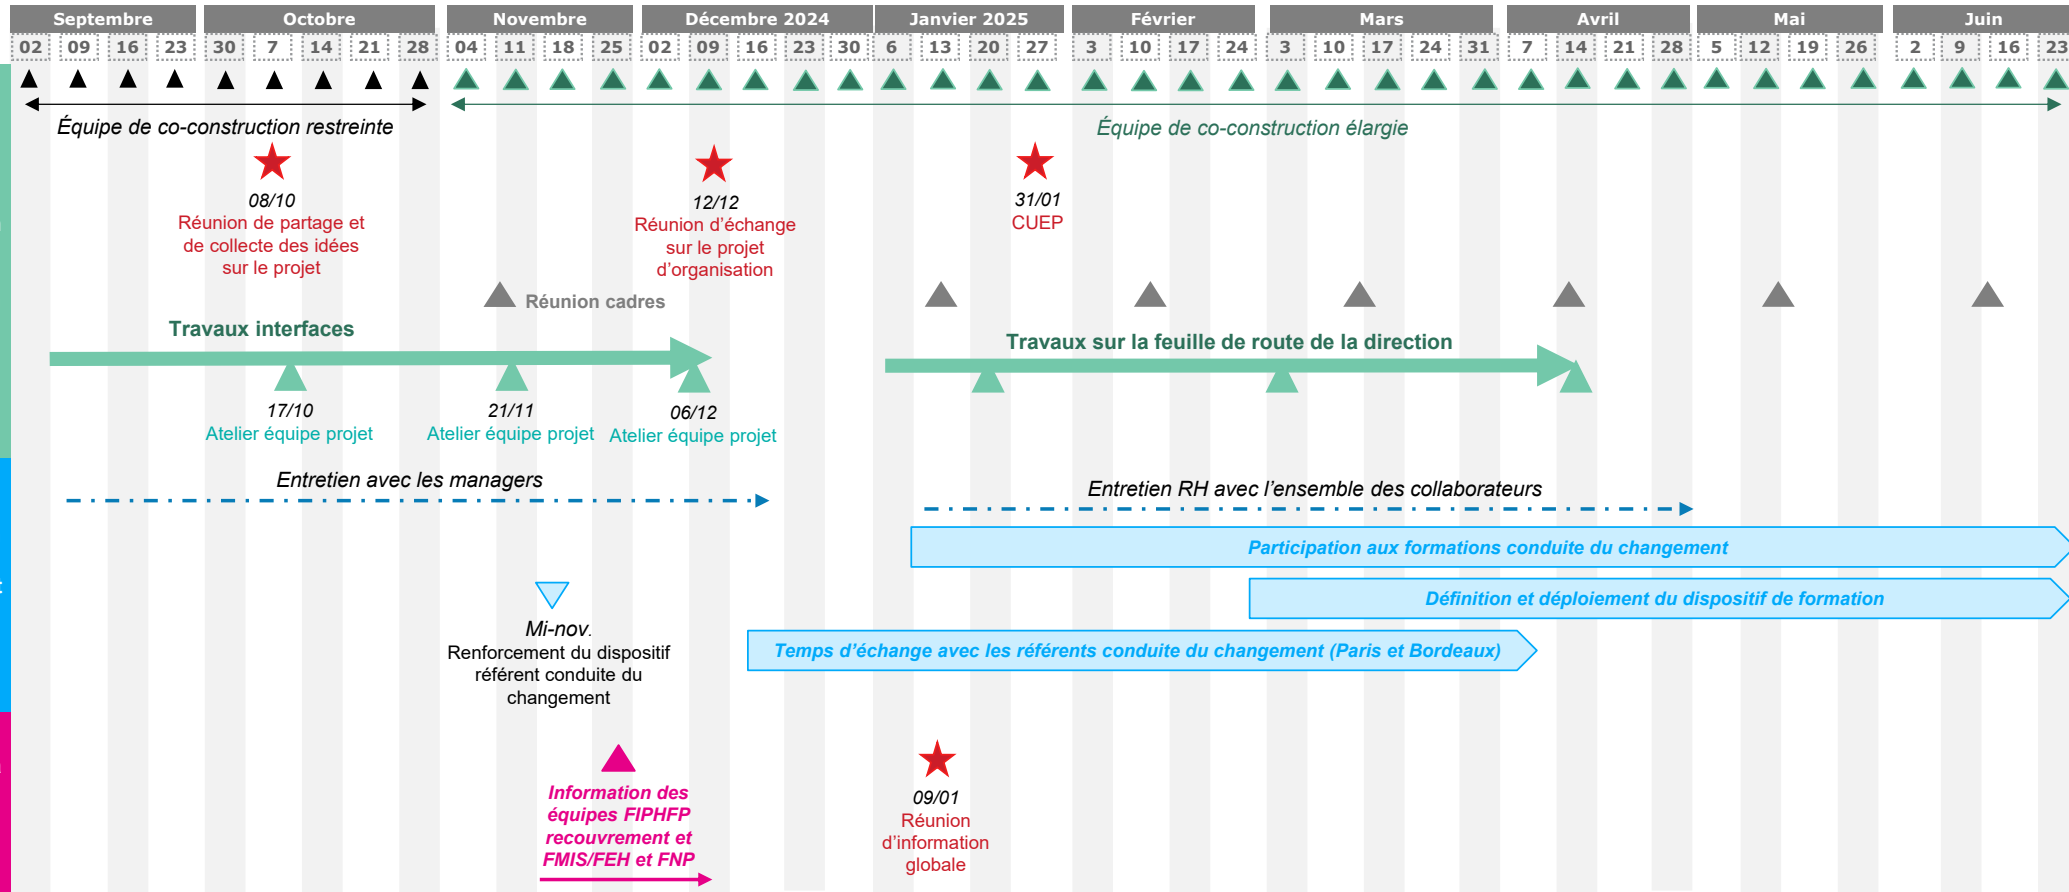 Septembre Octobre Novembre Décembre 2024 Janvier 2025 Février Mars Avril Mai Juin
02 09 16 23 30 7 14 21 28 04 11 18 25 02 09 16 23 30 6 13 20 27 3 10 17 24 3 10 17 24 31 7 14 21 28 5 12 19 26 2 9 16 23
Équipe de co-construction restreinte
Équipe de co-construction élargie
08/10
Réunion de partage et
de collecte des idées
sur le projet
12/12
Réunion d'échange
sur le projet
d'organisation
31/01
CUEP
Réunion cadres
Travaux interfaces
Travaux sur la feuille de route de la direction
17/10
Atelier équipe projet
21/11
Atelier équipe projet
06/12
Atelier équipe projet
Entretien avec les managers
Entretien RH avec l'ensemble des collaborateurs
Participation aux formations conduite du changement
Définition et déploiement du dispositif de formation
Mi-nov.
Renforcement du dispositif
référent conduite du
changement
Temps d'échange avec les référents conduite du changement (Paris et Bordeaux)
Information des
équipes FIPHFP
recouvrement et
FMIS/FEH et FNP
09/01
Réunion
d'information
globale